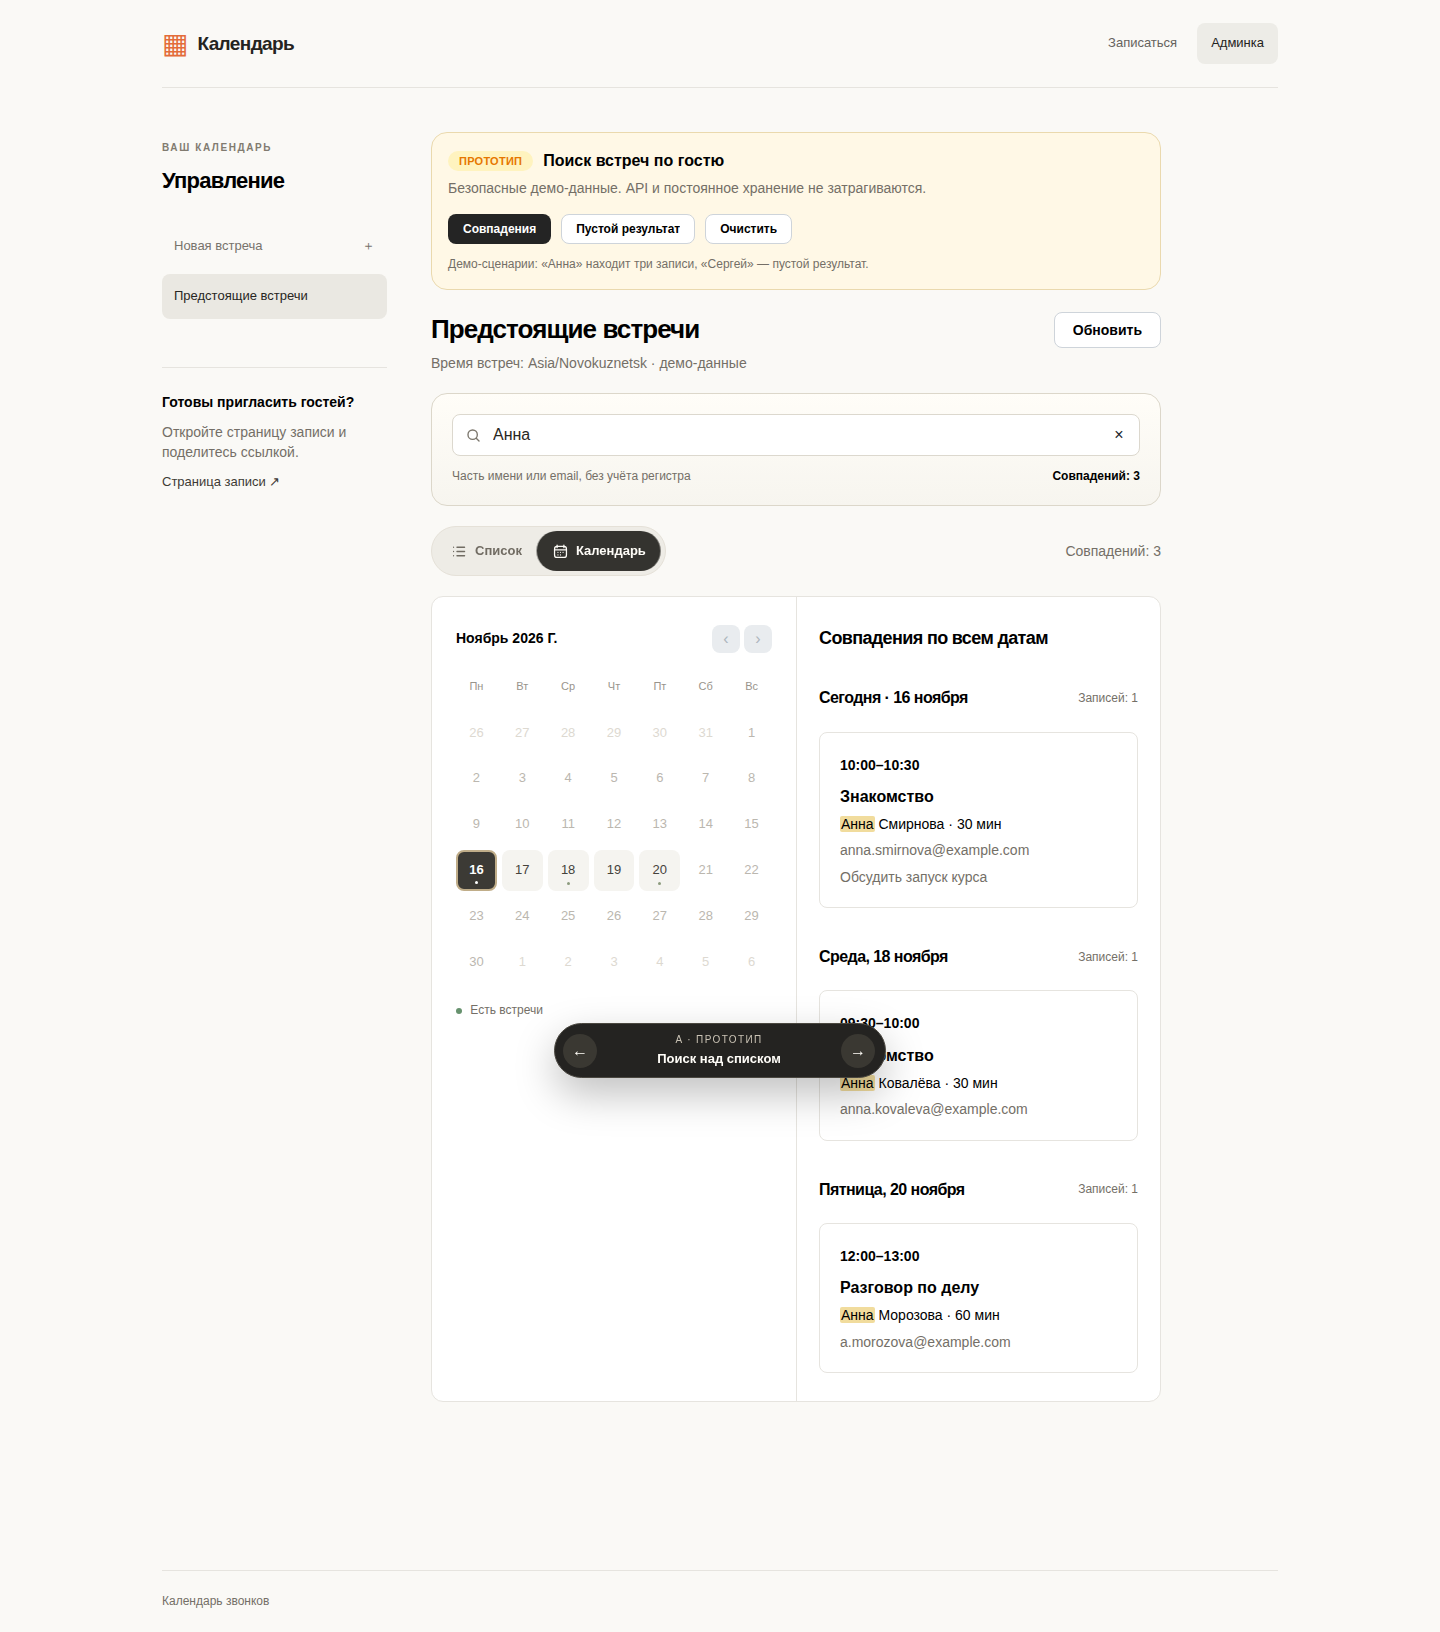 Календарь
Записаться
Админка
ВАШ КАЛЕНДАРЬ
Управление
Новая встреча +
Предстоящие встречи
Готовы пригласить гостей?
Откройте страницу записи и
поделитесь ссылкой.
Страница записи ↗
ПРОТОТИП Поиск встреч по гостю
Безопасные демо-данные. API и постоянное хранение не затрагиваются.
Совпадения Пустой результат Очистить
Демо-сценарии: «Анна» находит три записи, «Сергей» — пустой результат.
Предстоящие встречи
Обновить
Время встреч: Asia/Novokuznetsk · демо-данные
Анна ×
Часть имени или email, без учёта регистра
Совпадений: 3
Список Календарь
Совпадений: 3
Ноябрь 2026 Г. ‹ ›
Пн Вт Ср Чт Пт Сб Вс
26 27 28 29 30 31 1
2 3 4 5 6 7 8
9 10 11 12 13 14 15
16 17 18 19 20 21 22
23 24 25 26 27 28 29
30 1 2 3 4 5 6
Есть встречи
Совпадения по всем датам
Сегодня · 16 ноября
Записей: 1
10:00–10:30
Знакомство
Анна Смирнова · 30 мин
anna.smirnova@example.com
Обсудить запуск курса
Среда, 18 ноября
Записей: 1
:30–10:00
мство
Анна Ковалёва · 30 мин
anna.kovaleva@example.com
Пятница, 20 ноября
Записей: 1
12:00–13:00
Разговор по делу
Анна Морозова · 60 мин
a.morozova@example.com
← А · ПРОТОТИП →
Поиск над списком
Календарь звонков